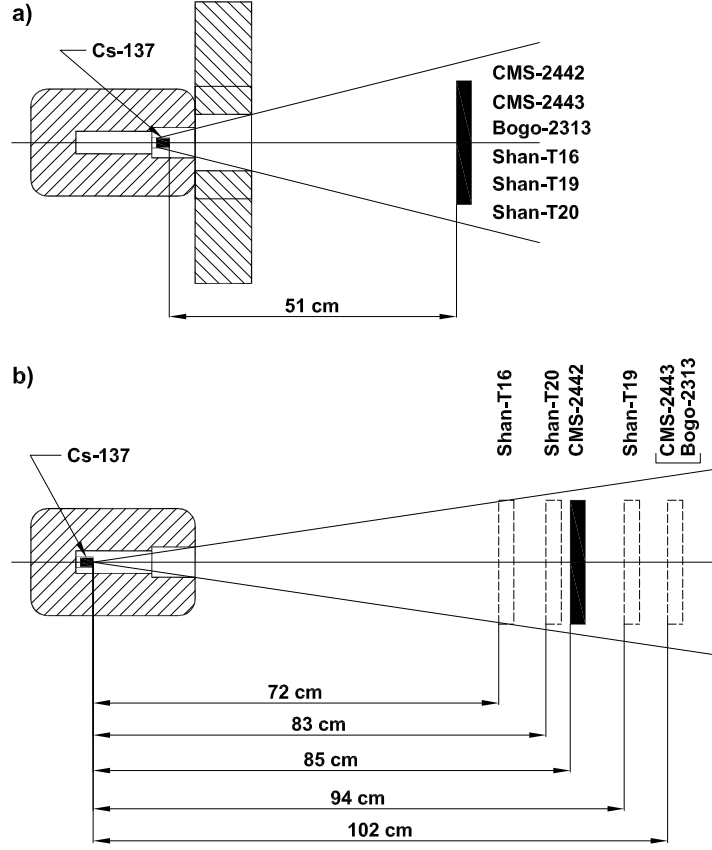 a)
Cs-137
CMS-2442
CMS-2443
Bogo-2313
Shan-T16
Shan-T19
Shan-T20
51 cm
b)
Shan-T16
Shan-T20
CMS-2442
Shan-T19
CMS-2443
Bogo-2313
Cs-137
72 cm
83 cm
85 cm
94 cm
102 cm